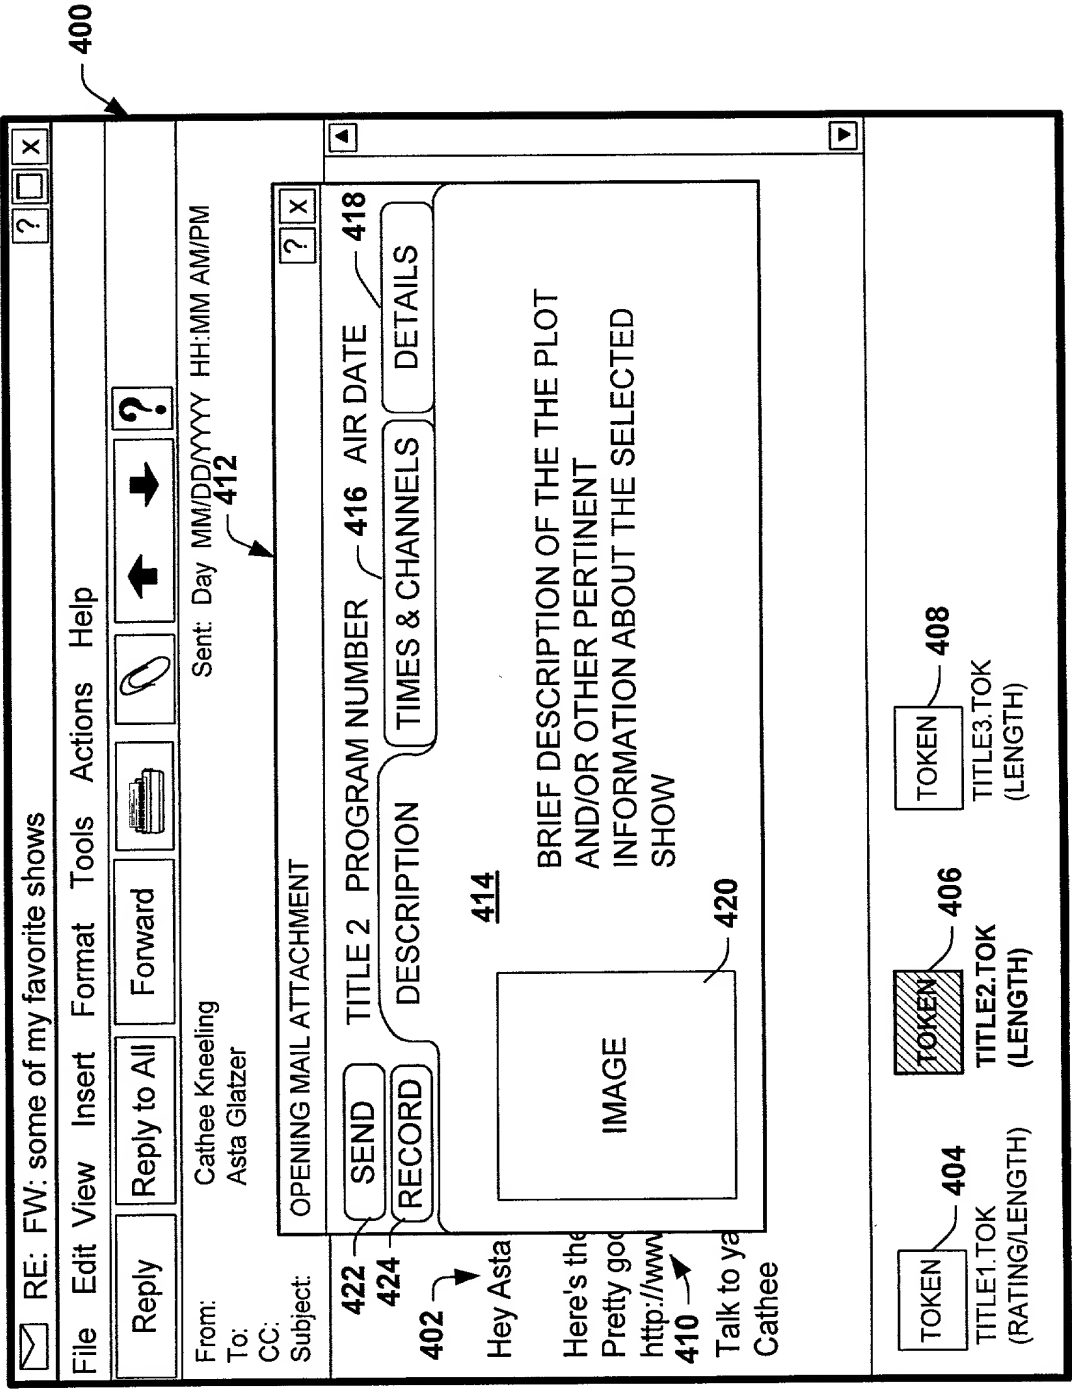 400
RE: FW: some of my favorite shows
? X
File Edit View Insert Format Tools Actions Help
Reply Reply to All Forward ?
From: Cathee Kneeling Sent: Day MM/DD/YYYY HH:MM AM/PM
To: Asta Glatzer
CC:
Subject:
412
OPENING MAIL ATTACHMENT ? X
SEND TITLE 2 PROGRAM NUMBER 416 AIR DATE 418
RECORD DESCRIPTION TIMES & CHANNELS DETAILS
422
424
402
414
Hey Asta
BRIEF DESCRIPTION OF THE THE PLOT
AND/OR OTHER PERTINENT
INFORMATION ABOUT THE SELECTED
SHOW
IMAGE
420
Here's the
Pretty goo
http://www
410
Talk to ya
Cathee
TOKEN 404 TOKEN 406 TOKEN 408
TITLE1.TOK TITLE2.TOK TITLE3.TOK
(RATING/LENGTH) (LENGTH) (LENGTH)